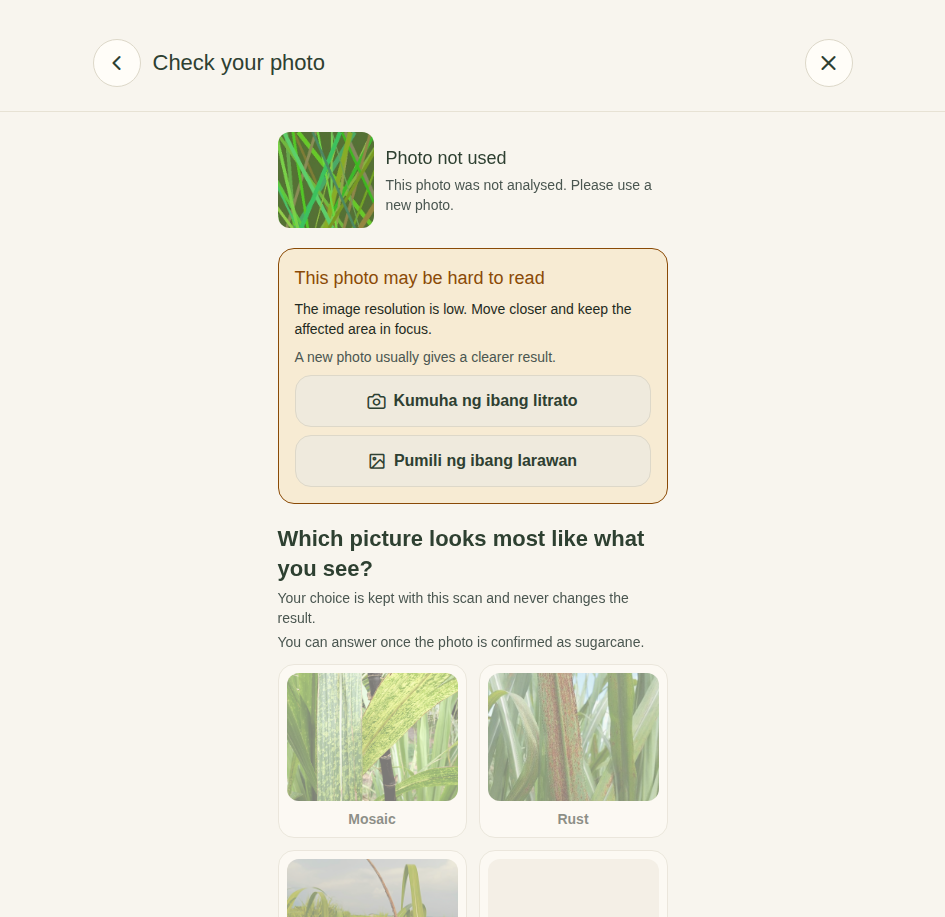 Check your photo
Photo not used
This photo was not analysed. Please use a
new photo.
This photo may be hard to read
The image resolution is low. Move closer and keep the
affected area in focus.
A new photo usually gives a clearer result.
Kumuha ng ibang litrato
Pumili ng ibang larawan
Which picture looks most like what
you see?
Your choice is kept with this scan and never changes the
result.
You can answer once the photo is confirmed as sugarcane.
Mosaic
Rust